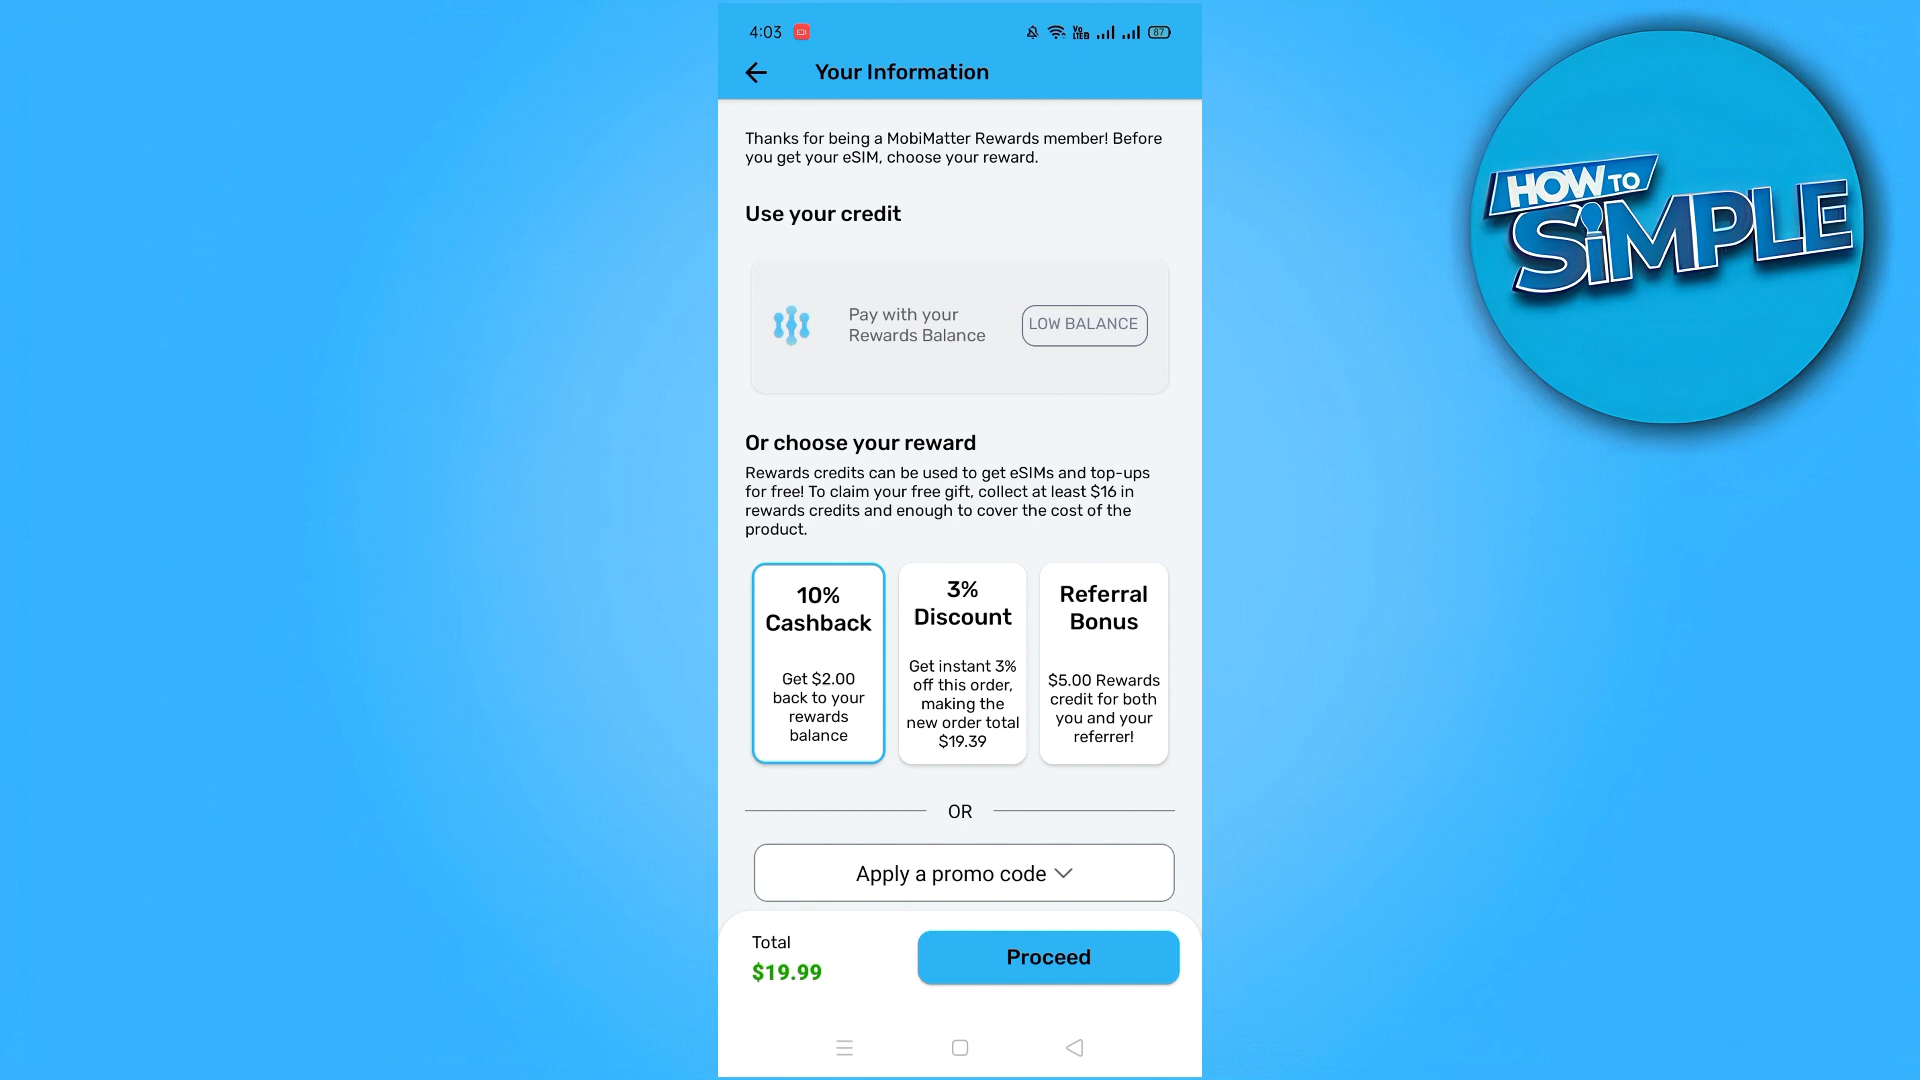 4:03
Vo
LTE
87
Your Information
Thanks for being a MobiMatter Rewards member! Before
you get your eSIM, choose your reward.
Use your credit
Pay with your
Rewards Balance
LOW BALANCE
Or choose your reward
Rewards credits can be used to get eSIMs and top-ups
for free! To claim your free gift, collect at least $16 in
rewards credits and enough to cover the cost of the
product.
10%
Cashback
Get $2.00
back to your
rewards
balance
3%
Discount
Get instant 3%
off this order,
making the
new order total
$19.39
Referral
Bonus
$5.00 Rewards
credit for both
you and your
referrer!
OR
Apply a promo code
Total
$19.99
Proceed
HOW TO
SiMPLE